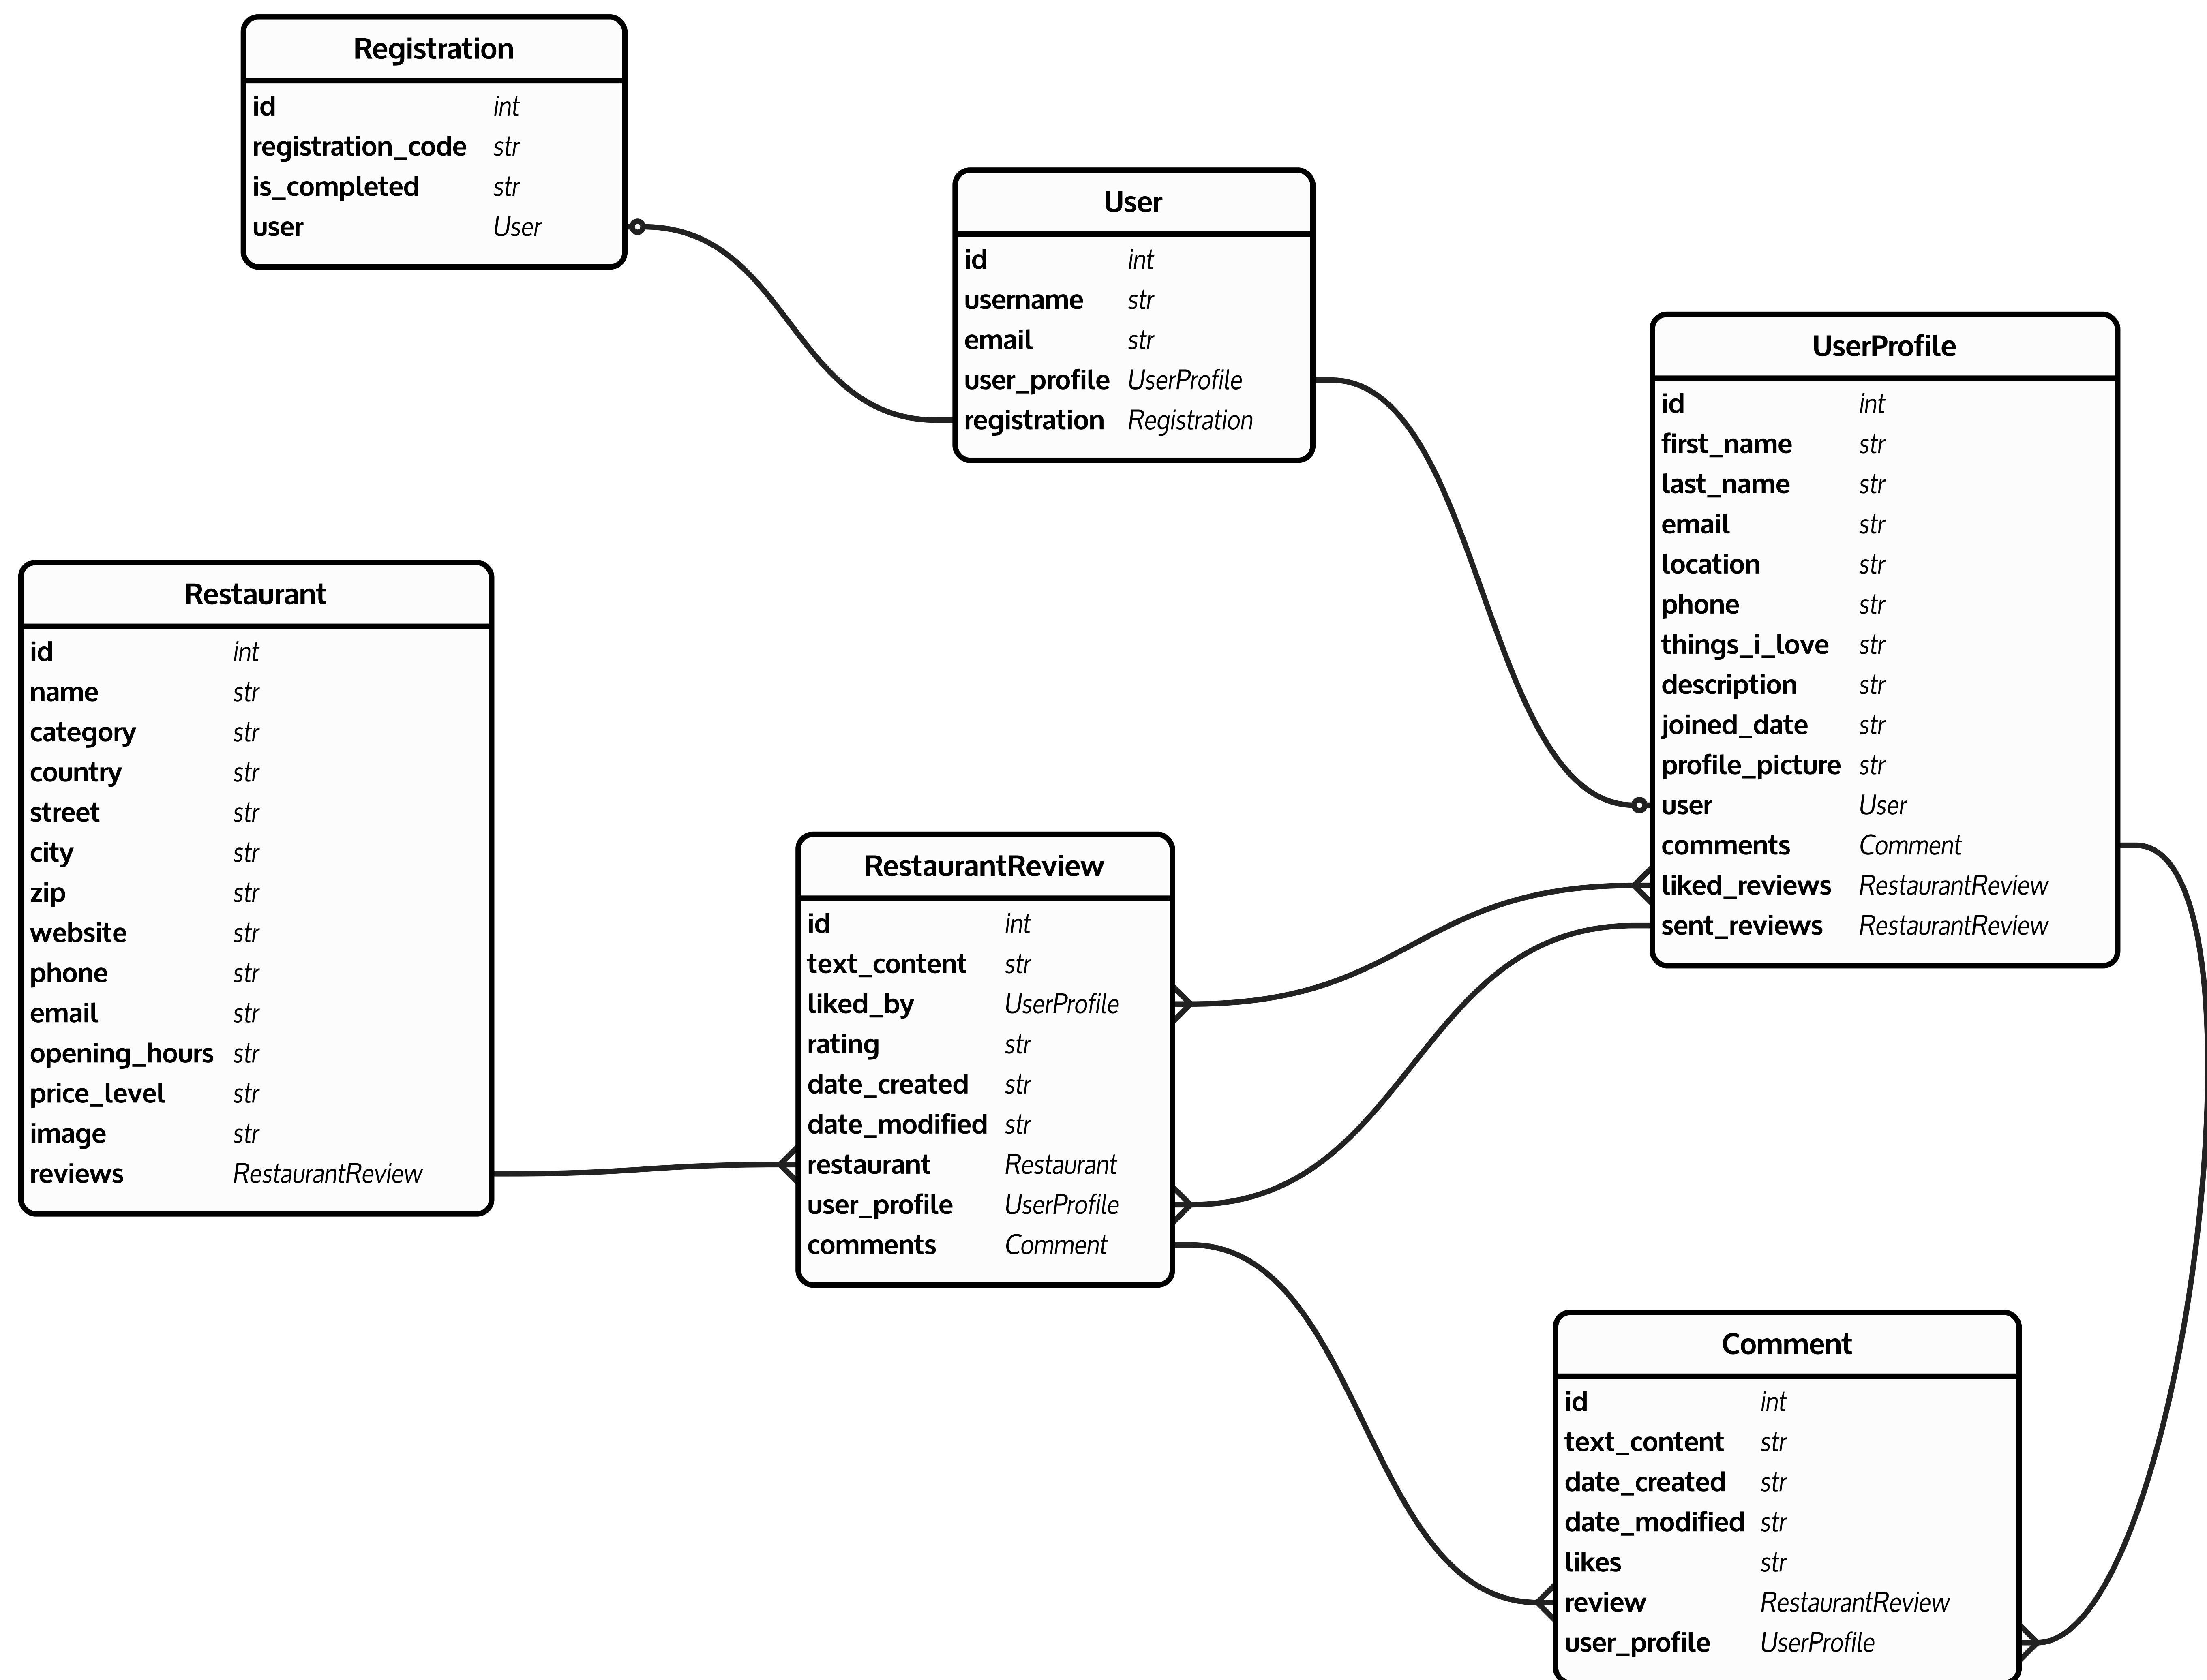 Registration
id int
registration_code str
is_completed str
user User
User
id int
username str
email str
user_profile UserProfile
registration Registration
UserProfile
id int
first_name str
last_name str
email str
location str
phone str
things_i_love str
description str
joined_date str
profile_picture str
user User
comments Comment
liked_reviews RestaurantReview
sent_reviews RestaurantReview
Restaurant
id int
name str
category str
country str
street str
city str
zip str
website str
phone str
email str
opening_hours str
price_level str
image str
reviews RestaurantReview
RestaurantReview
id int
text_content str
liked_by UserProfile
rating str
date_created str
date_modified str
restaurant Restaurant
user_profile UserProfile
comments Comment
Comment
id int
text_content str
date_created str
date_modified str
likes str
review RestaurantReview
user_profile UserProfile